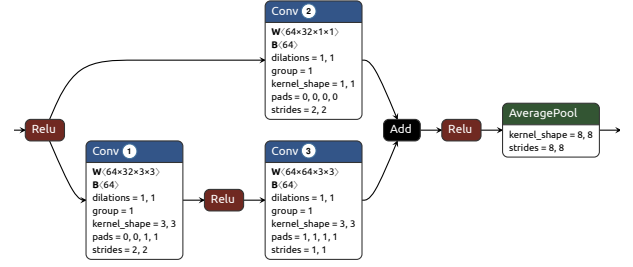 Conv 2
W⟨64×32×1×1⟩
B⟨64⟩
dilations = 1, 1
group = 1
kernel_shape = 1, 1
pads = 0, 0, 0, 0
strides = 2, 2
Relu
Conv 1
W⟨64×32×3×3⟩
B⟨64⟩
dilations = 1, 1
group = 1
kernel_shape = 3, 3
pads = 0, 0, 1, 1
strides = 2, 2
Relu
Conv 3
W⟨64×64×3×3⟩
B⟨64⟩
dilations = 1, 1
group = 1
kernel_shape = 3, 3
pads = 1, 1, 1, 1
strides = 1, 1
Add
Relu
AveragePool
kernel_shape = 8, 8
strides = 8, 8